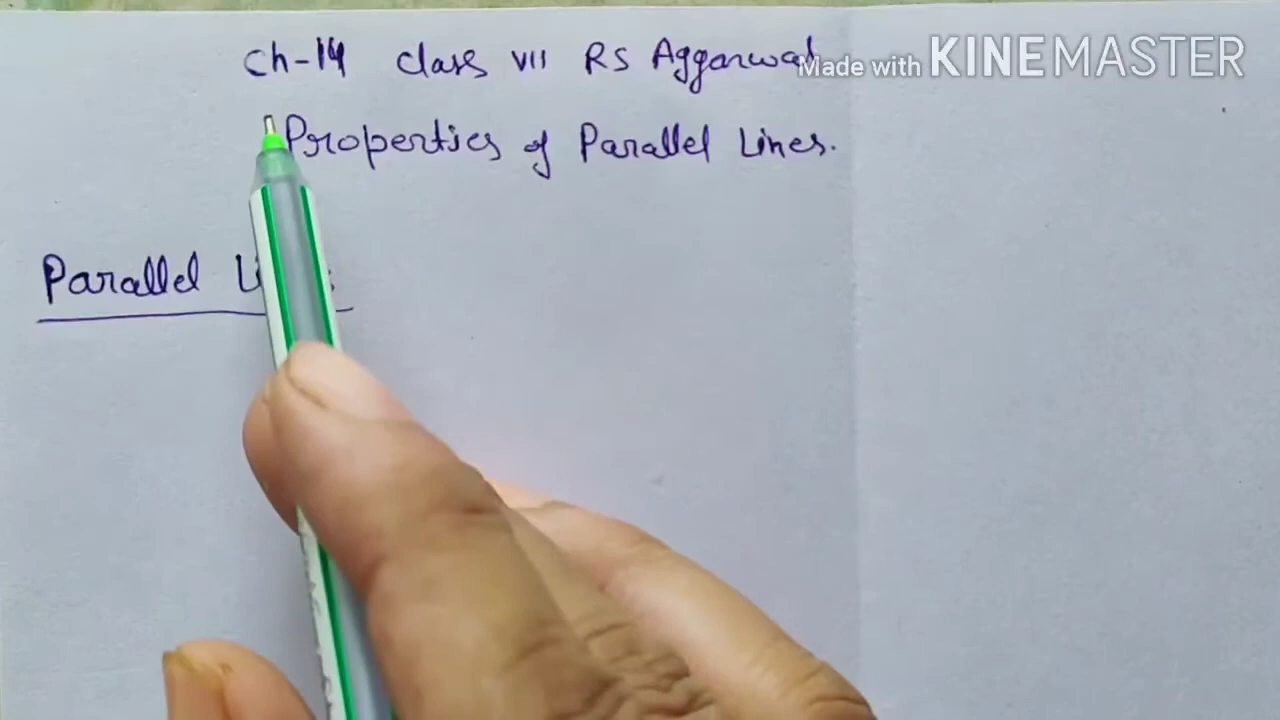 Ch-14 Class VII RS Aggarwal
Made with KINEMASTER
Properties of Parallel Lines.
Parallel